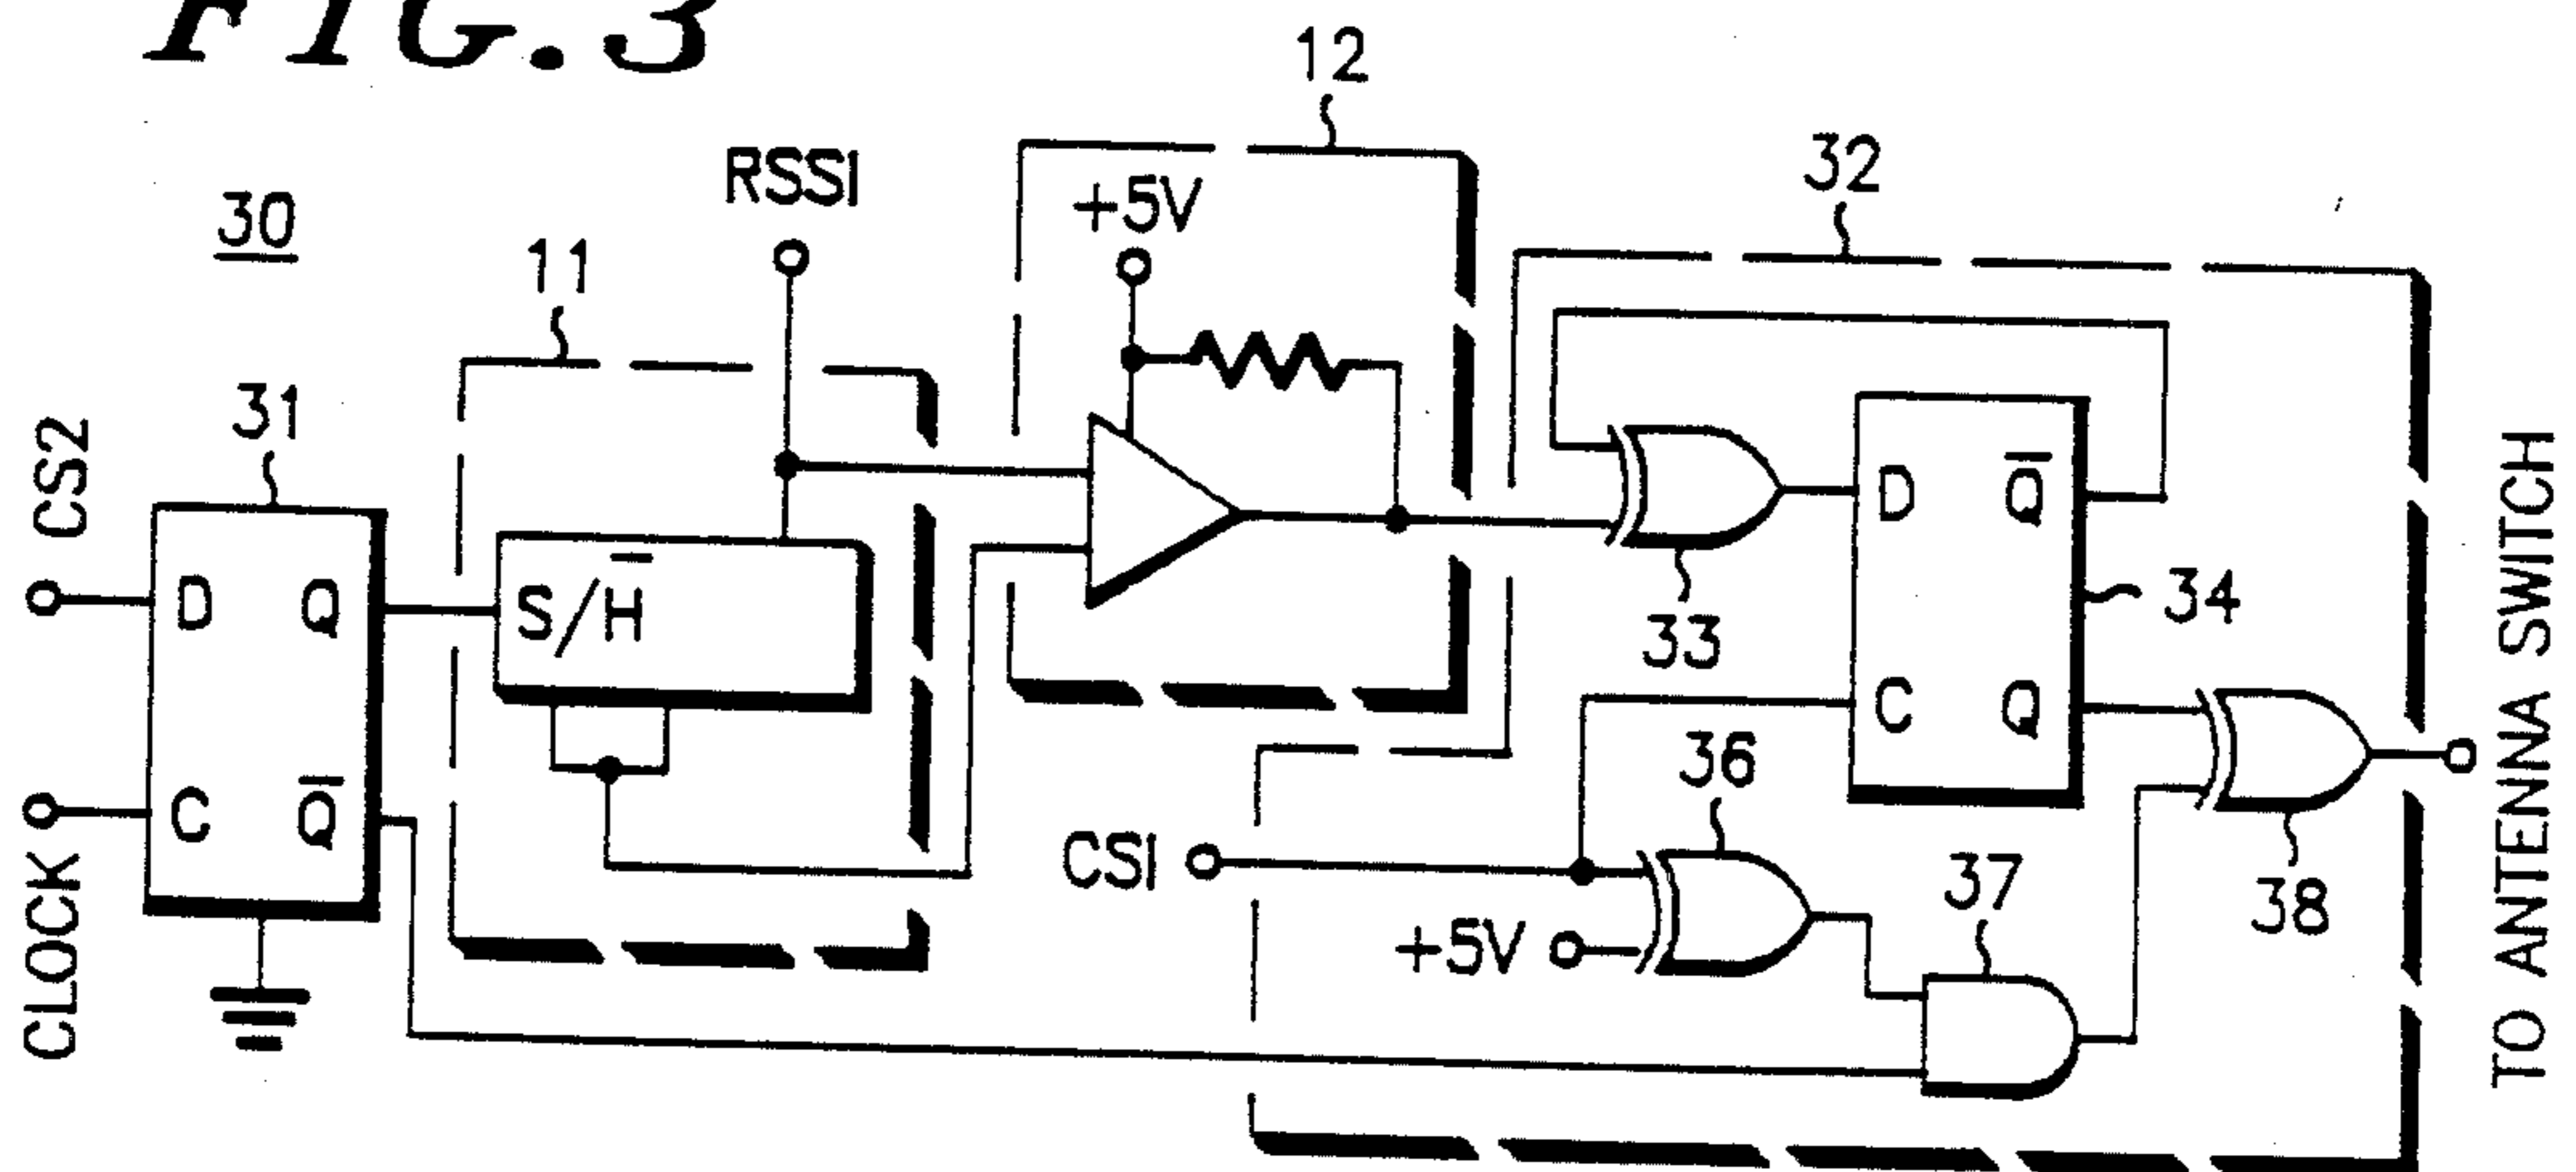 FIG. 3
12
RSSI
+5V
32
30
11
31
CS2
D
Q
S/H̅
D
Q̅
34
33
C
Q̅
C
Q
36
CLOCK
CSI
+5V
37
38
TO ANTENNA SWITCH